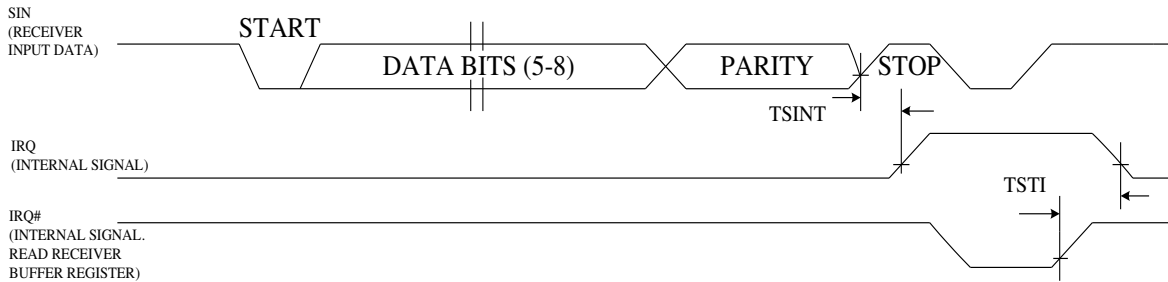 SIN
(RECEIVER
INPUT DATA)
START
DATA BITS (5-8)
PARITY
STOP
TSINT
IRQ
(INTERNAL SIGNAL)
TSTI
IRQ#
(INTERNAL SIGNAL.
READ RECEIVER
BUFFER REGISTER)